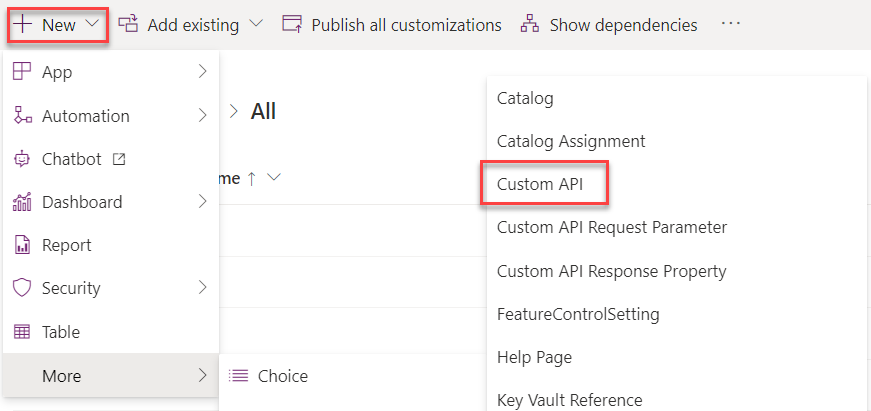 New
Add existing
Publish all customizations
Show dependencies
...
App
Automation
Chatbot
Dashboard
Report
Security
Table
More
> All
me ↑
Choice
Catalog
Catalog Assignment
Custom API
Custom API Request Parameter
Custom API Response Property
FeatureControlSetting
Help Page
Key Vault Reference